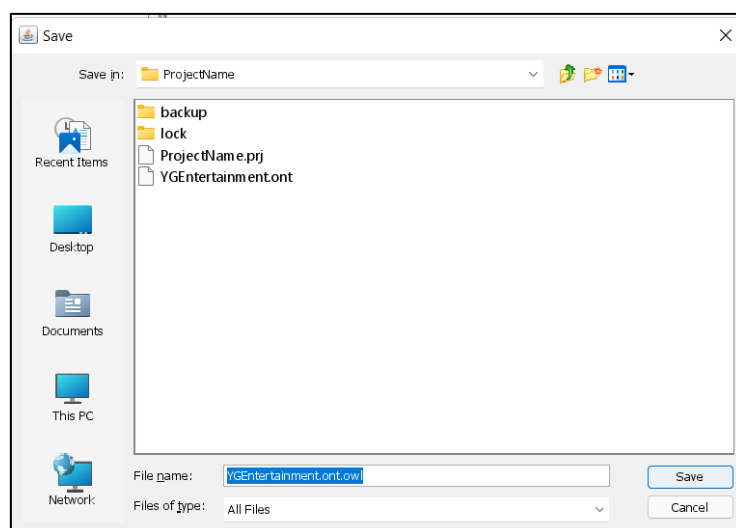 Save
Save in: ProjectName
backup
lock
ProjectName.prj
YGEntertainment.ont
Recent Items
Desktop
Documents
This PC
Network
File name: YGEntertainment.ont.owl
Save
Files of type: All Files
Cancel